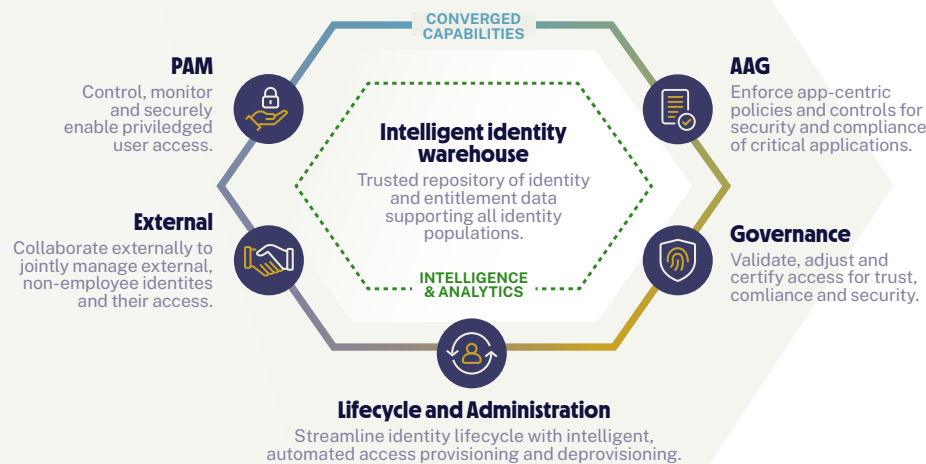 CONVERGED
CAPABILITIES
PAM
Control, monitor
and securely
enable priviledged
user access.
AAG
Enforce app-centric
policies and controls for
security and compliance
of critical applications.
Intelligent identity
warehouse
Trusted repository of identity
and entitlement data
supporting all identity
populations.
External
Collaborate externally to
jointly manage external,
non-employee identites
and their access.
Governance
Validate, adjust and
certify access for trust,
comliance and security.
INTELLIGENCE
& ANALYTICS
Lifecycle and Administration
Streamline identity lifecycle with intelligent,
automated access provisioning and deprovisioning.